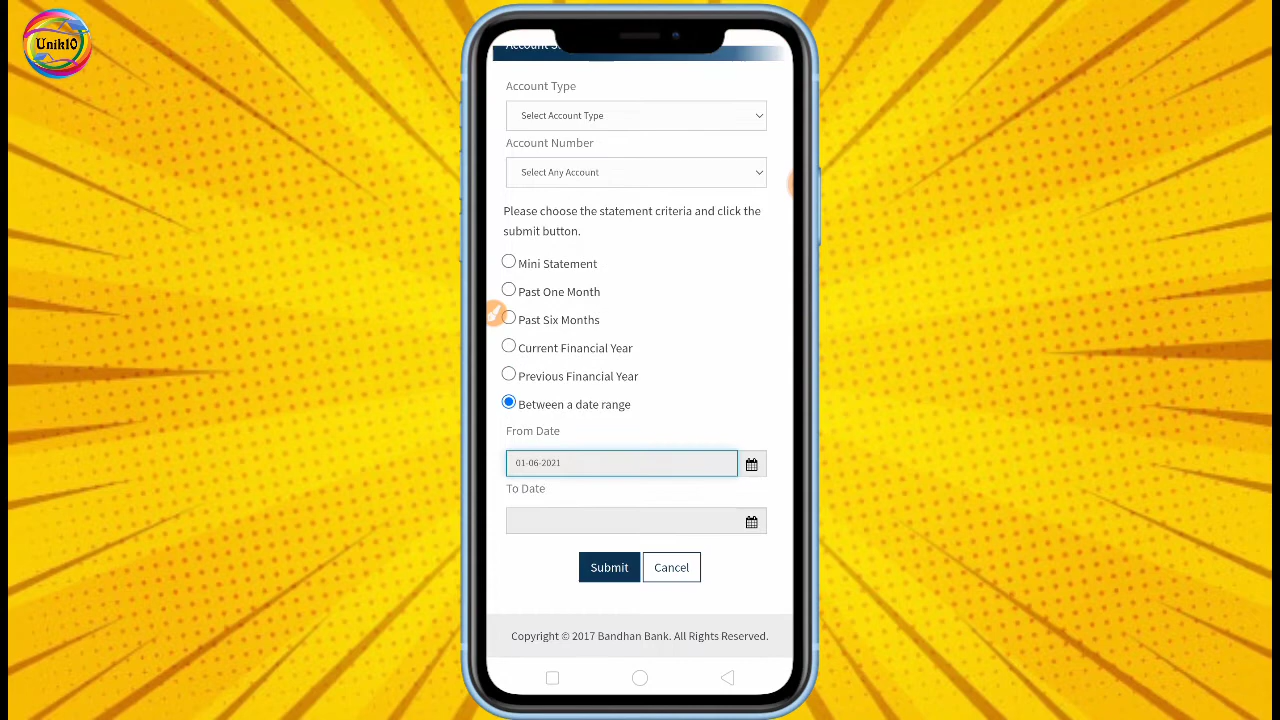 Unik10
Account S
Account Type
Select Account Type
Account Number
Select Any Account
Please choose the statement criteria and click the
submit button.
Mini Statement
Past One Month
Past Six Months
Current Financial Year
Previous Financial Year
Between a date range
From Date
01-06-2021
To Date
Submit Cancel
Copyright © 2017 Bandhan Bank. All Rights Reserved.